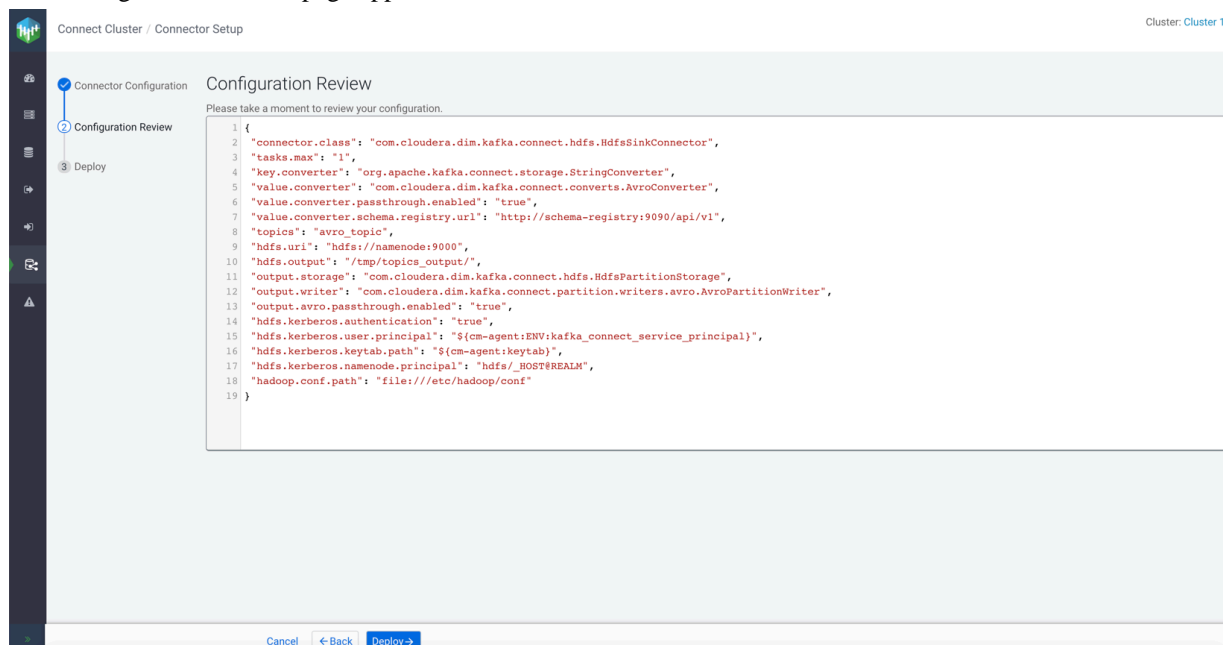 Connect Cluster / Connector Setup
Cluster: Cluster 1
Connector Configuration
2 Configuration Review
3 Deploy
Configuration Review
Please take a moment to review your configuration.
1 {
2 "connector.class": "com.cloudera.dim.kafka.connect.hdfs.HdfsSinkConnector",
3 "tasks.max": "1",
4 "key.converter": "org.apache.kafka.connect.storage.StringConverter",
5 "value.converter": "com.cloudera.dim.kafka.connect.converts.AvroConverter",
6 "value.converter.passthrough.enabled": "true",
7 "value.converter.schema.registry.url": "http://schema-registry:9090/api/v1",
8 "topics": "avro_topic",
9 "hdfs.uri": "hdfs://namenode:9000",
10 "hdfs.output": "/tmp/topics_output/",
11 "output.storage": "com.cloudera.dim.kafka.connect.hdfs.HdfsPartitionStorage",
12 "output.writer": "com.cloudera.dim.kafka.connect.partition.writers.avro.AvroPartitionWriter",
13 "output.avro.passthrough.enabled": "true",
14 "hdfs.kerberos.authentication": "true",
15 "hdfs.kerberos.user.principal": "${cm-agent:ENV:kafka_connect_service_principal}",
16 "hdfs.kerberos.keytab.path": "${cm-agent:keytab}",
17 "hdfs.kerberos.namenode.principal": "hdfs/_HOST@REALM",
18 "hadoop.conf.path": "file:///etc/hadoop/conf"
19 }
Cancel ← Back Deploy →